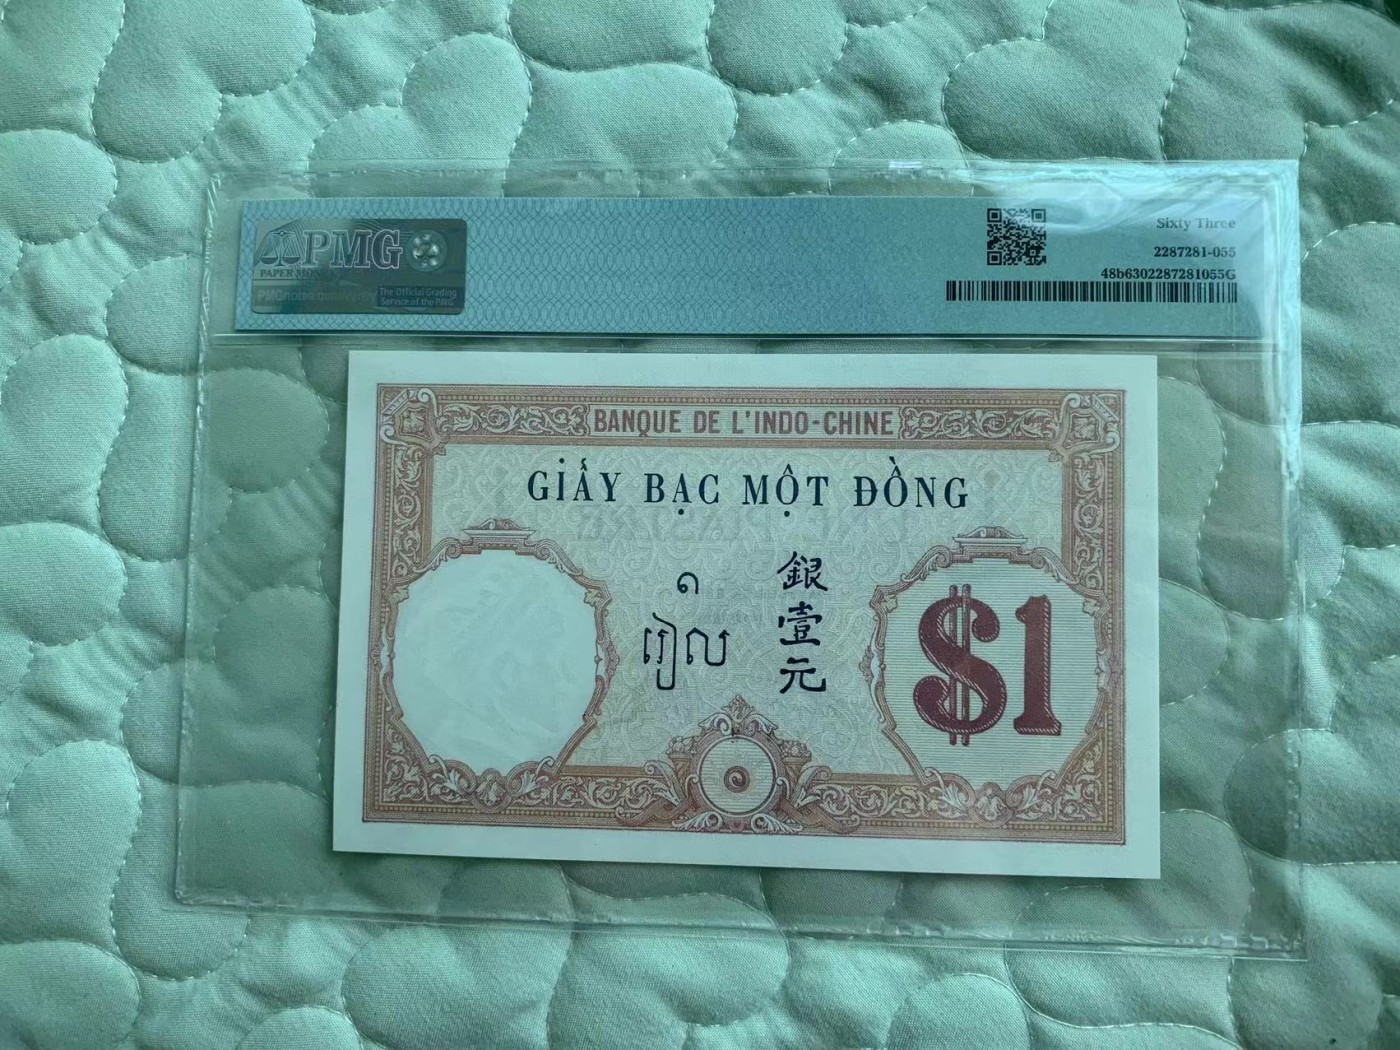 PMG
PAPER MONEY
The Official Grading
Service of the PNG
Sixty Three
2287281-055
48b6302287281055G
BANQUE DE L'INDO-CHINE
GIẤY BẠC MỘT ĐỒNG
១
រៀល
銀壹元
$1